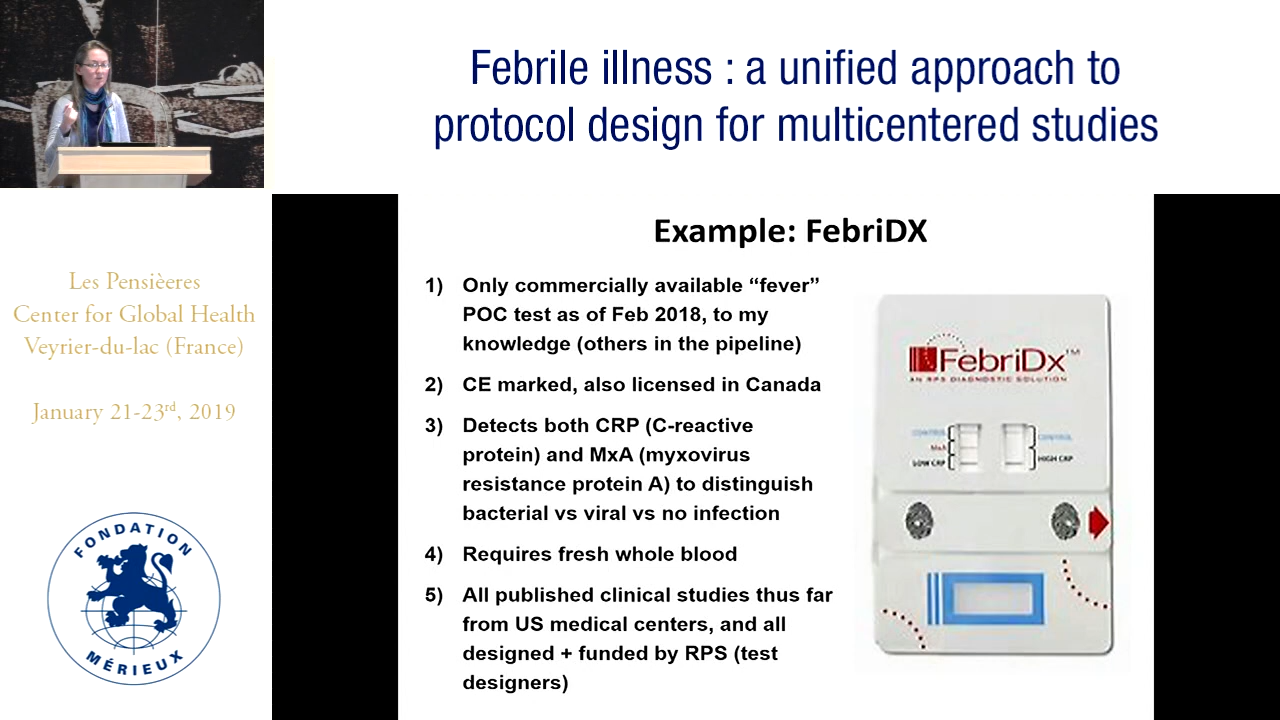 Febrile illness : a unified approach to
protocol design for multicentered studies
Les Pensièeres
Center for Global Health
Veyrier-du-lac (France)
January 21-23rd, 2019
FONDATION
MÉRIEUX
Example: FebriDX
1) Only commercially available “fever”
POC test as of Feb 2018, to my
knowledge (others in the pipeline)
2) CE marked, also licensed in Canada
3) Detects both CRP (C-reactive
protein) and MxA (myxovirus
resistance protein A) to distinguish
bacterial vs viral vs no infection
4) Requires fresh whole blood
5) All published clinical studies thus far
from US medical centers, and all
designed + funded by RPS (test
designers)
FebriDx™
AN RPS DIAGNOSTIC SOLUTION
CONTROL
MxA
LOW CRP
CONTROL
HIGH CRP